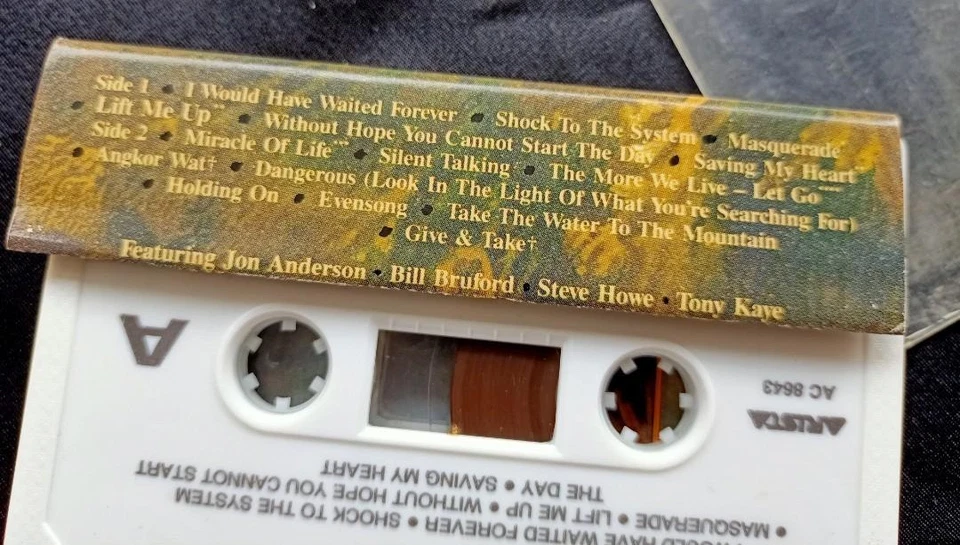 Side 1 • I Would Have Waited Forever • Shock To The System • Masquerade*
Lift Me Up** • Without Hope You Cannot Start The Day • Saving My Heart**
Side 2 • Miracle Of Life*** • Silent Talking • The More We Live – Let Go****
• Angkor Wat† • Dangerous (Look In The Light Of What You're Searching For)
• Holding On • Evensong • Take The Water To The Mountain
• Give & Take†
Featuring Jon Anderson • Bill Bruford • Steve Howe • Tony Kaye
A
AC 8643
ARISTA
WOULD HAVE WAITED FOREVER • SHOCK TO THE SYSTEM
• MASQUERADE • LIFT ME UP • WITHOUT HOPE YOU CANNOT START
THE DAY • SAVING MY HEART